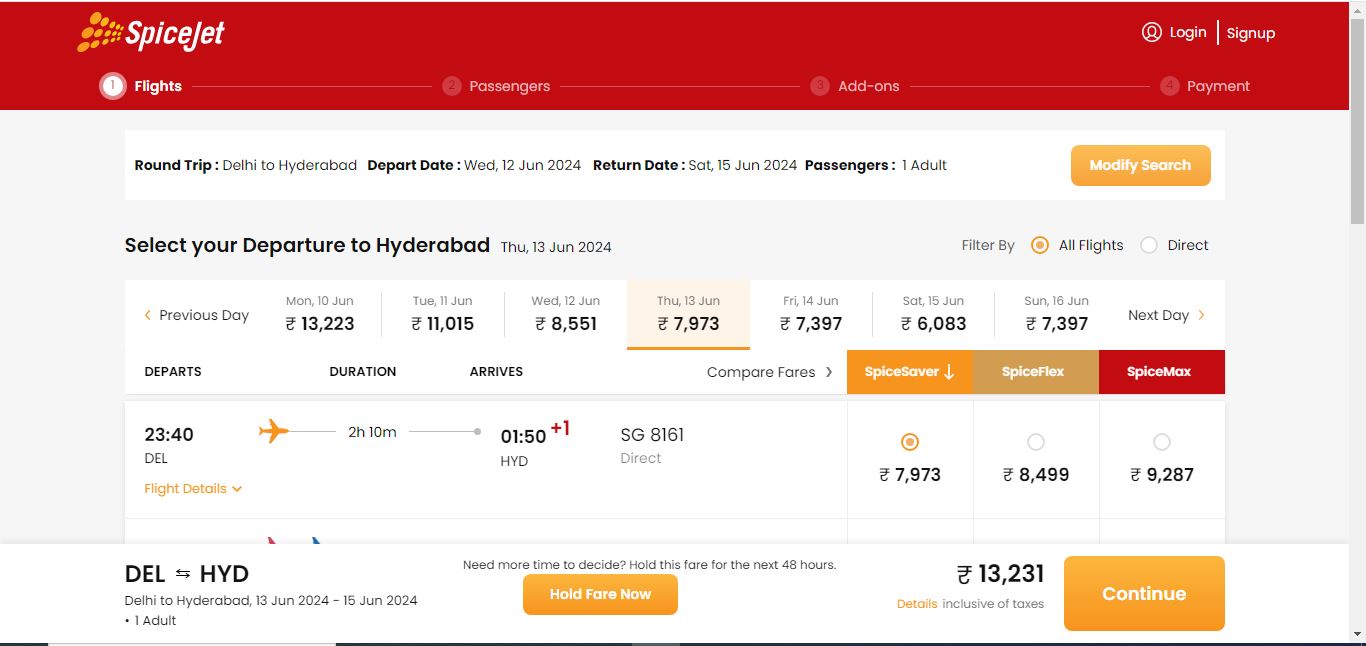 SpiceJet
Login | Signup
1 Flights 2 Passengers 3 Add-ons 4 Payment
Round Trip : Delhi to Hyderabad Depart Date : Wed, 12 Jun 2024 Return Date : Sat, 15 Jun 2024 Passengers : 1 Adult Modify Search
Select your Departure to Hyderabad Thu, 13 Jun 2024 Filter By All Flights Direct
Mon, 10 Jun Tue, 11 Jun Wed, 12 Jun Thu, 13 Jun Fri, 14 Jun Sat, 15 Jun Sun, 16 Jun
Previous Day ₹ 13,223 ₹ 11,015 ₹ 8,551 ₹ 7,973 ₹ 7,397 ₹ 6,083 ₹ 7,397 Next Day
DEPARTS DURATION ARRIVES Compare Fares SpiceSaver ↓ SpiceFlex SpiceMax
23:40 2h 10m 01:50 +1 SG 8161
DEL HYD Direct
₹ 7,973 ₹ 8,499 ₹ 9,287
Flight Details
Need more time to decide? Hold this fare for the next 48 hours.
DEL ⇆ HYD Hold Fare Now ₹ 13,231 Continue
Delhi to Hyderabad, 13 Jun 2024 - 15 Jun 2024 Details inclusive of taxes
• 1 Adult